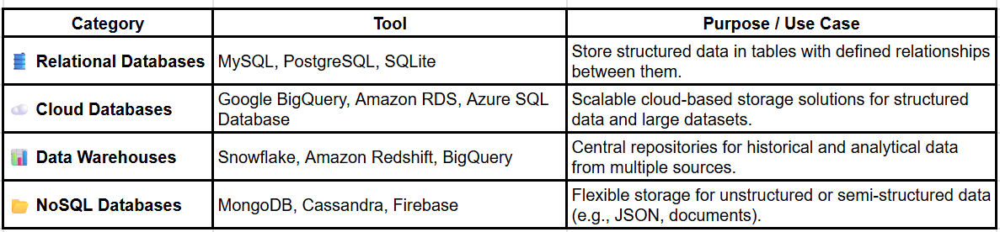 Category Tool Purpose / Use Case
Relational Databases MySQL, PostgreSQL, SQLite Store structured data in tables with defined relationships
between them.
Cloud Databases Google BigQuery, Amazon RDS, Azure SQL
Database Scalable cloud-based storage solutions for structured
data and large datasets.
Data Warehouses Snowflake, Amazon Redshift, BigQuery Central repositories for historical and analytical data
from multiple sources.
NoSQL Databases MongoDB, Cassandra, Firebase Flexible storage for unstructured or semi-structured data
(e.g., JSON, documents).